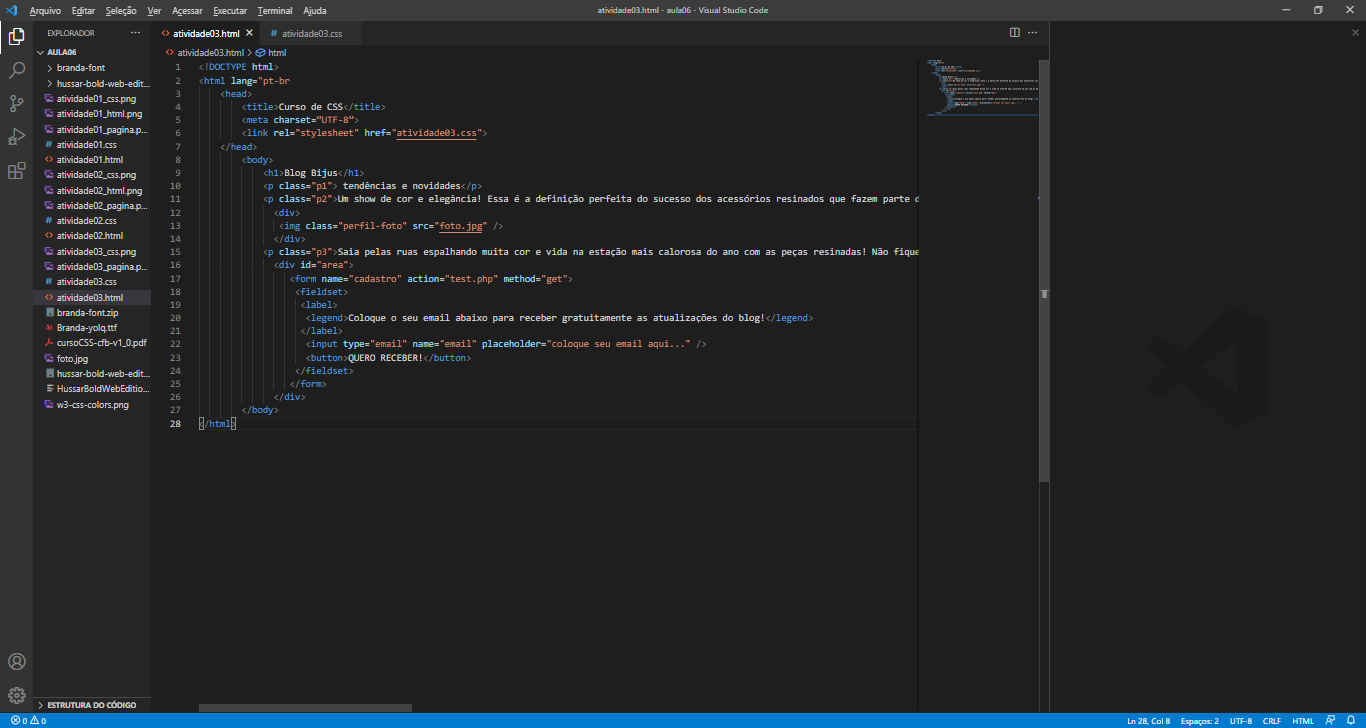 Arquivo Editar Seleção Ver Acessar Executar Terminal Ajuda
atividade03.html - aula06 - Visual Studio Code
EXPLORADOR
AULA06
branda-font
hussar-bold-web-edit...
atividade01_css.png
atividade01_html.png
atividade01_pagina.p...
atividade01.css
atividade01.html
atividade02_css.png
atividade02_html.png
atividade02_pagina.p...
atividade02.css
atividade02.html
atividade03_css.png
atividade03_pagina.p...
atividade03.css
atividade03.html
branda-font.zip
Branda-yolq.ttf
cursoCSS-cfb-v1_0.pdf
foto.jpg
hussar-bold-web-edit...
HussarBoldWebEditio...
w3-css-colors.png
ESTRUTURA DO CÓDIGO
atividade03.html
atividade03.css
atividade03.html > html
1 <!DOCTYPE html>
2 <html lang="pt-br
3 <head>
4 <title>Curso de CSS</title>
5 <meta charset=“UTF-8”>
6 <link rel="stylesheet" href="atividade03.css">
7 </head>
8 <body>
9 <h1>Blog Bijus</h1>
10 <p class="p1"> tendências e novidades</p>
11 <p class="p2">Um show de cor e elegância! Essa é a definição perfeita do sucesso dos acessórios resinados que fazem parte d
12 <div>
13 <img class="perfil-foto" src="foto.jpg" />
14 </div>
15 <p class="p3">Saia pelas ruas espalhando muita cor e vida na estação mais calorosa do ano com as peças resinadas! Não fique
16 <div id="area">
17 <form name="cadastro" action="test.php" method="get">
18 <fieldset>
19 <label>
20 <legend>Coloque o seu email abaixo para receber gratuitamente as atualizações do blog!</legend>
21 </label>
22 <input type="email" name="email" placeholder="coloque seu email aqui..." />
23 <button>QUERO RECEBER!</button>
24 </fieldset>
25 </form>
26 </div>
27 </body>
28 </html>
0 0
Ln 28, Col 8 Espaços: 2 UTF-8 CRLF HTML